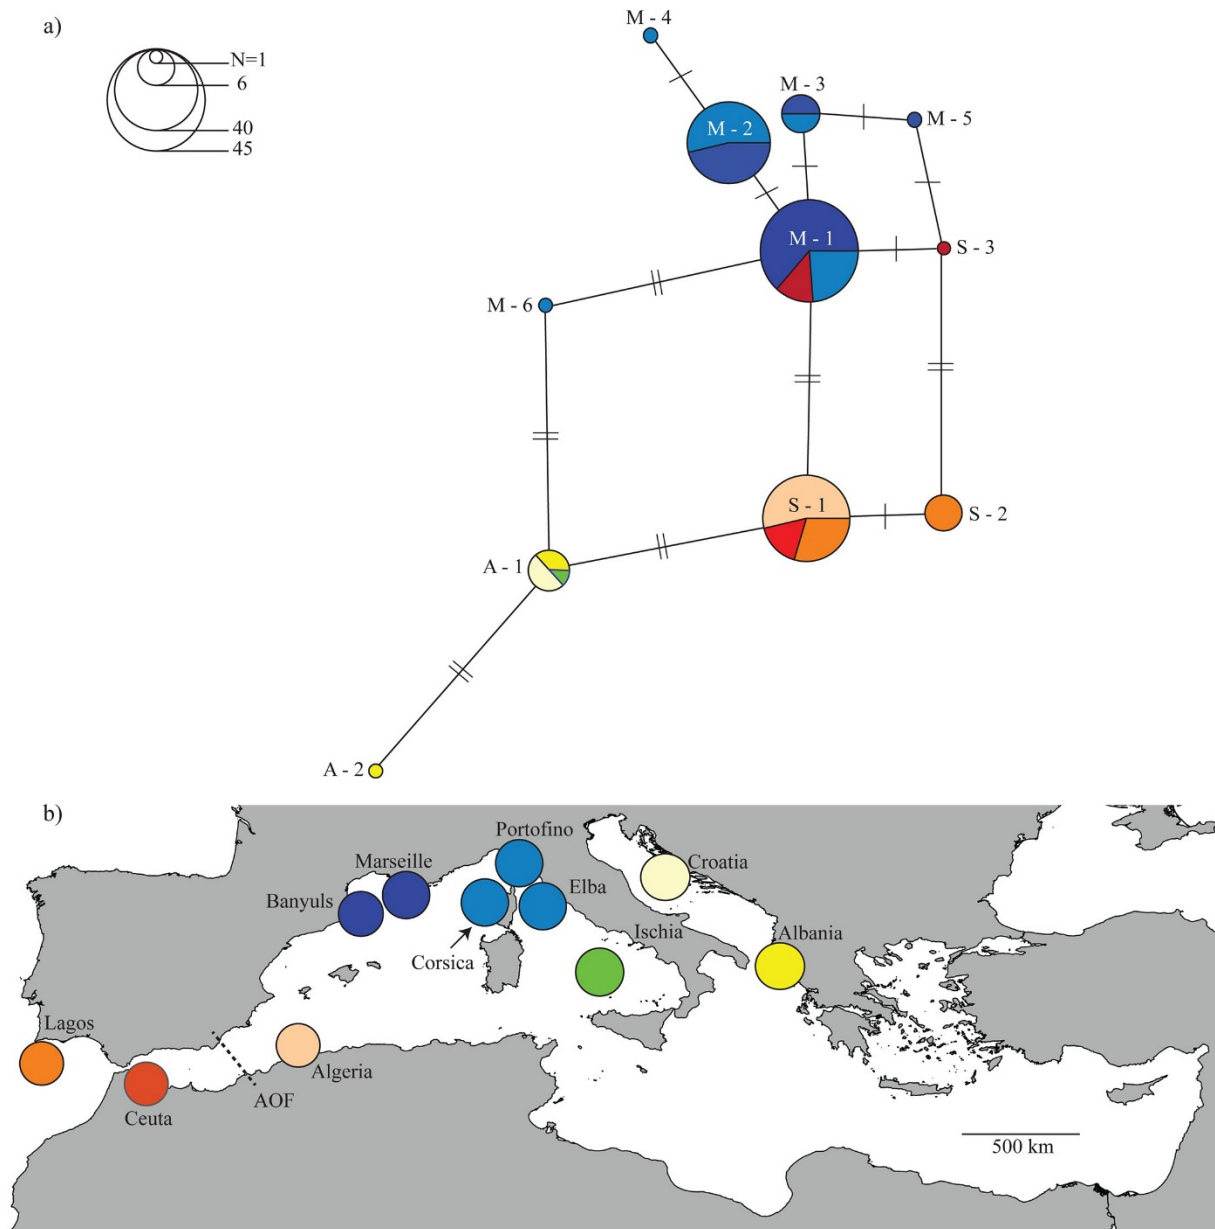 a)
N=1
6
40
45
M - 4
M - 3
M - 5
M - 2
M - 1
S - 3
M - 6
S - 1
S - 2
A - 1
A - 2
b)
Portofino
Marseille
Croatia
Banyuls
Elba
Ischia
Albania
Corsica
Lagos
Algeria
AOF
Ceuta
500 km